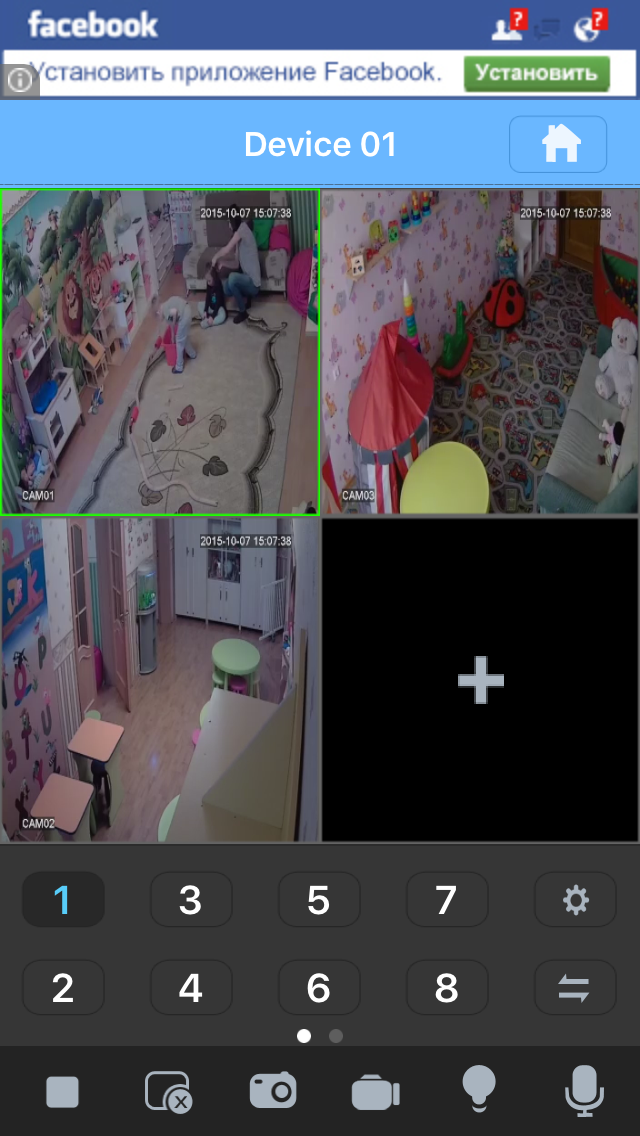 facebook
? ?
Установить приложение Facebook.
Установить
Device 01
2015-10-07 15:07:38
2015-10-07 15:07:38
CAM01
CAM03
2015-10-07 15:07:38
CAM02
1 3 5 7
2 4 6 8